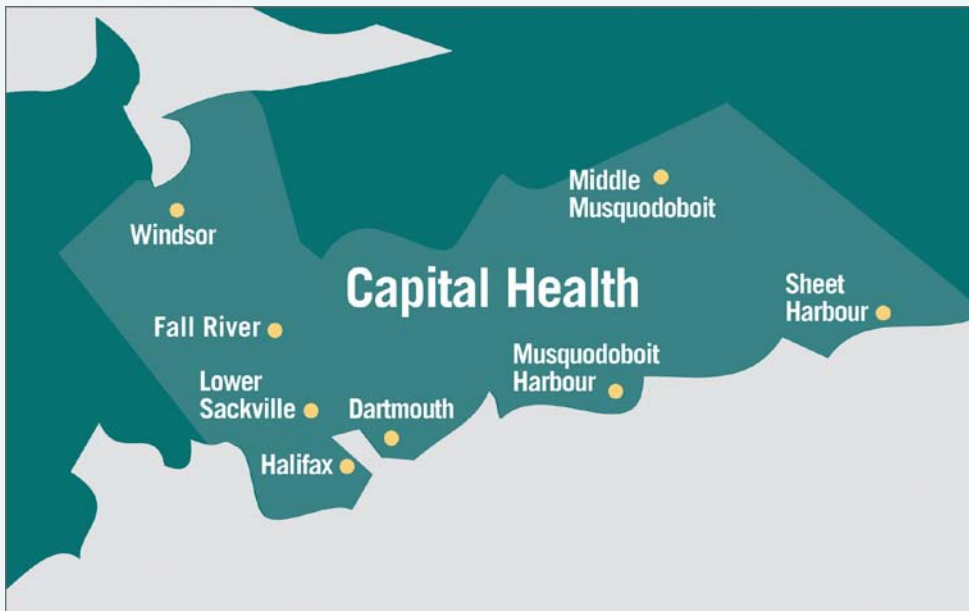 Middle
Musquodoboit
Windsor
Capital Health
Sheet
Harbour
Fall River
Musquodoboit
Harbour
Lower
Sackville
Dartmouth
Halifax